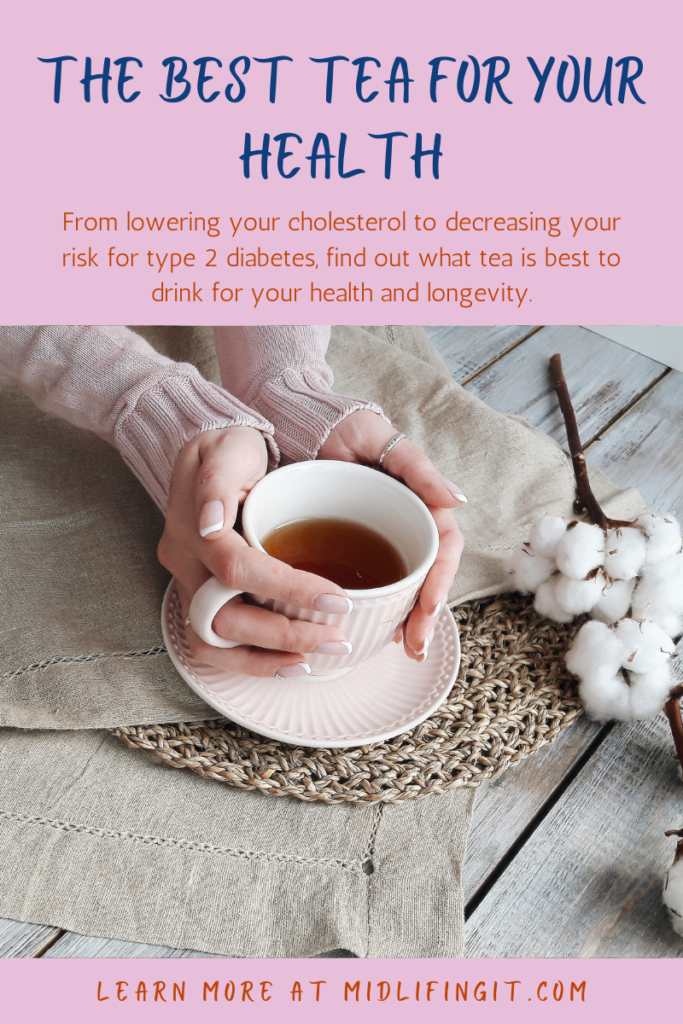 THE BEST TEA FOR YOUR
HEALTH
From lowering your cholesterol to decreasing your
risk for type 2 diabetes, find out what tea is best to
drink for your health and longevity.
LEARN MORE AT MIDLIFINGIT.COM